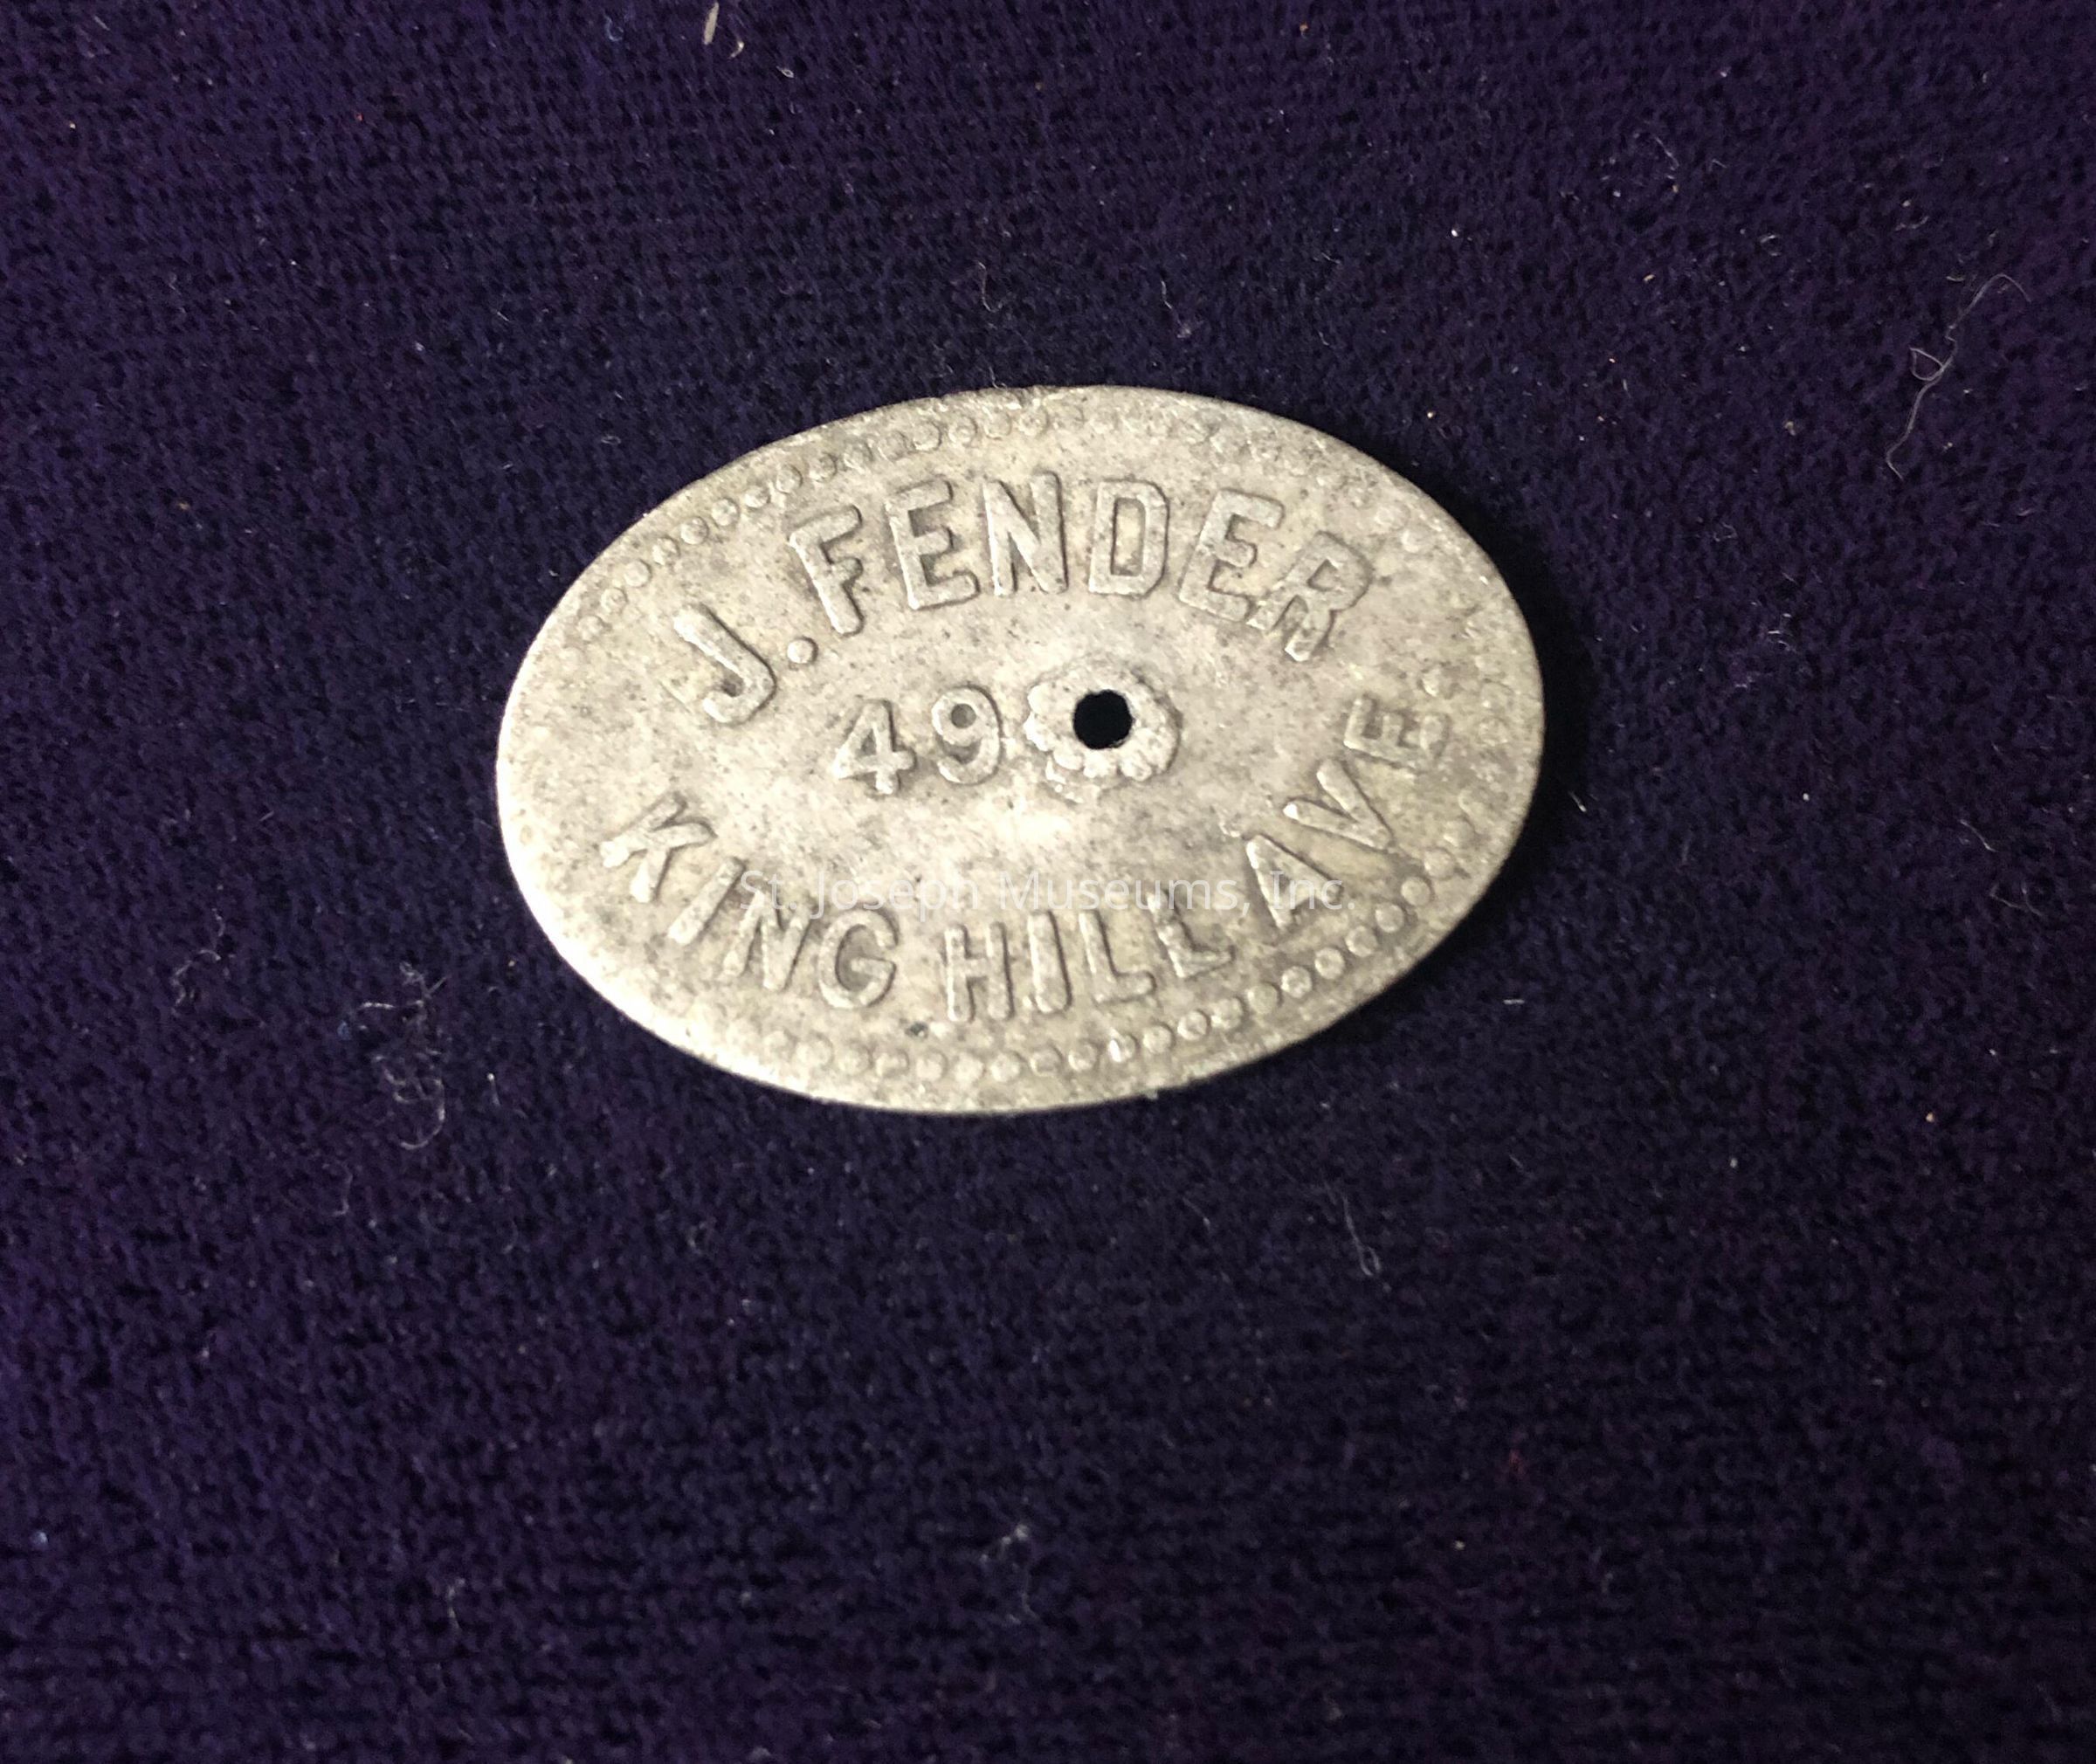 J. FENDER
49
KING HILL AVE.
St. Joseph Museums, Inc